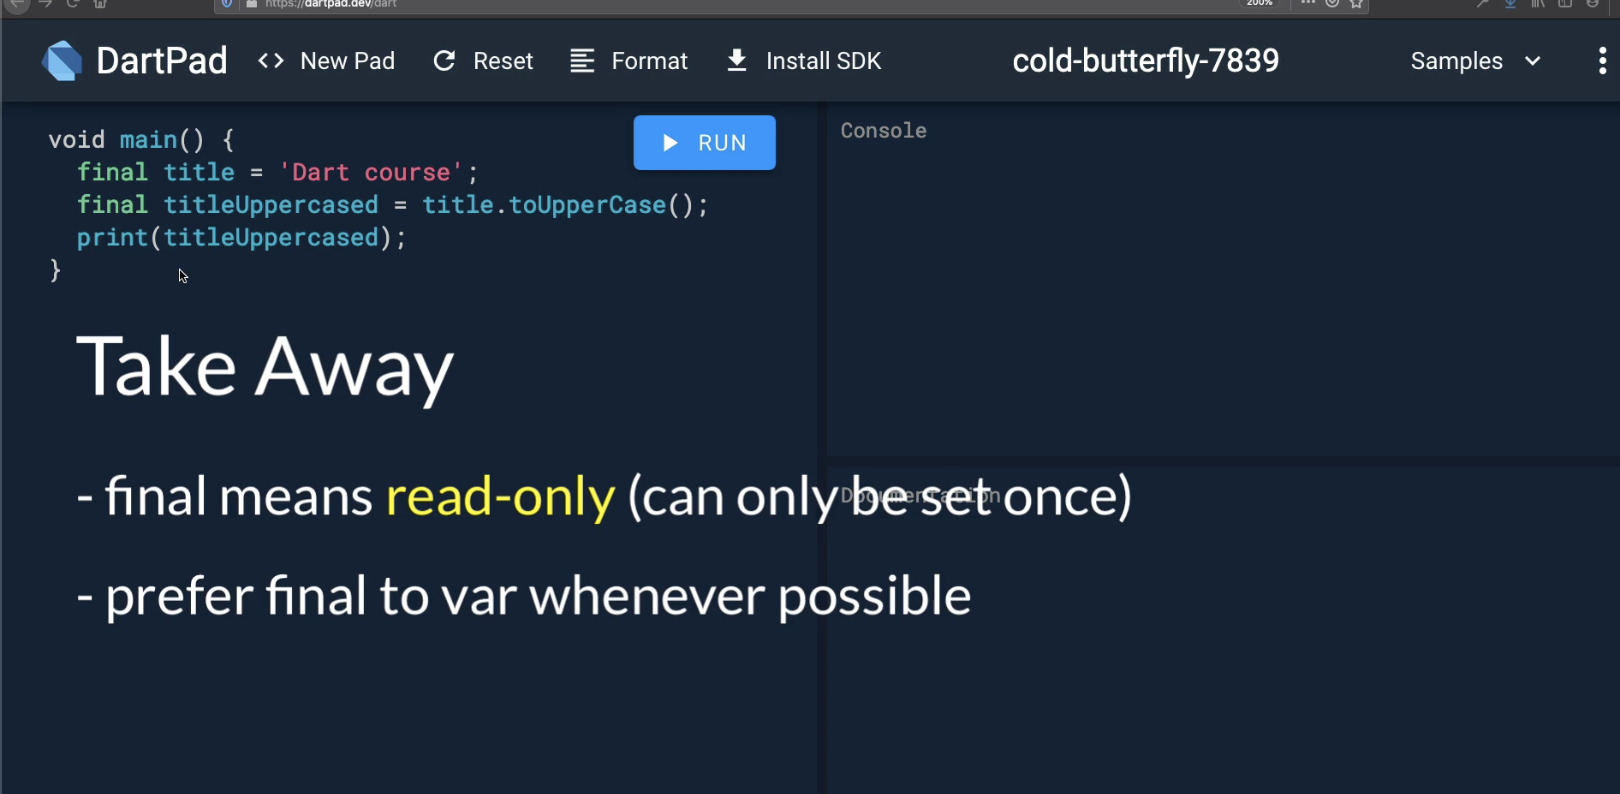 https://dartpad.dev/dart
200%
DartPad
<> New Pad
Reset
Format
Install SDK
cold-butterfly-7839
Samples
void main() {
  final title = 'Dart course';
  final titleUppercased = title.toUpperCase();
  print(titleUppercased);
}
RUN
Console
Take Away
- final means read-only (can only be set once)
Documentation
- prefer final to var whenever possible